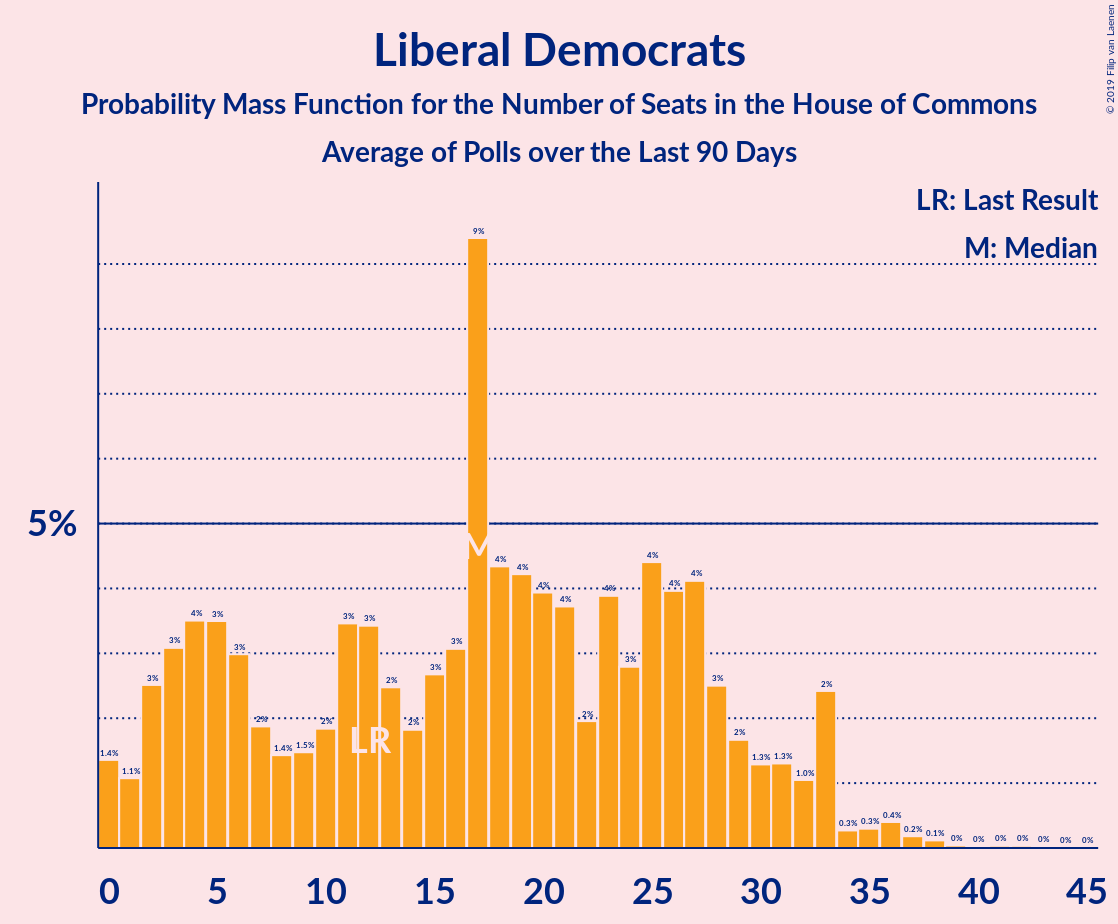 Liberal Democrats
Probability Mass Function for the Number of Seats in the House of Commons
Average of Polls over the Last 90 Days
© 2019 Filip van Laenen
LR: Last Result
M: Median
5%
1.4% 1.1% 3% 3% 4% 3% 3% 2% 1.4% 1.5% 2% 3% 3% 2% 2% 3% 3% 9% 4% 4% 4% 4% 2% 4% 3% 4% 4% 4% 3% 2% 1.3% 1.3% 1.0% 2% 0.3% 0.3% 0.4% 0.2% 0.1% 0% 0% 0% 0% 0% 0% 0%
M
LR
0 5 10 15 20 25 30 35 40 45